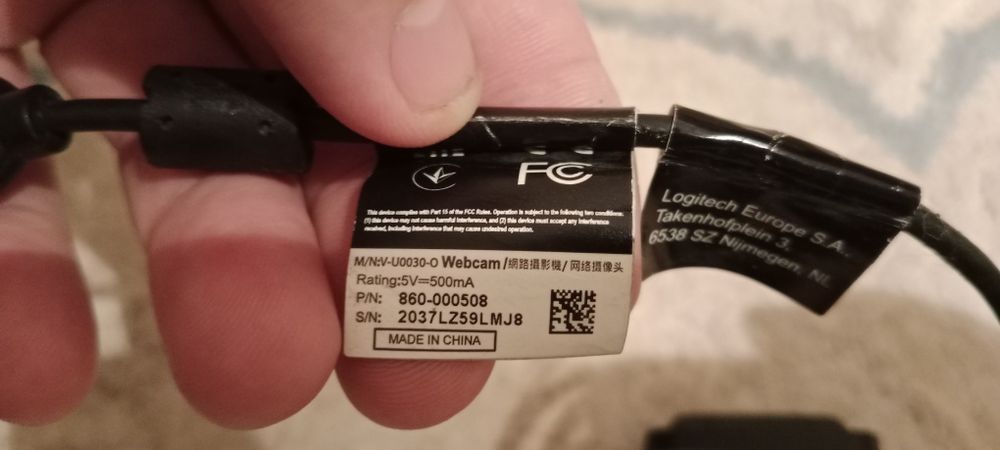 FC
This device complies with Part 15 of the FCC Rules. Operation is subject to the following two conditions:
(1) this device may not cause harmful interference, and (2) this device must accept any interference
received, including interference that may cause undesired operation.
M/N:V-U0030-O Webcam/網路攝影機/网络摄像头
Rating:5V⎓500mA
P/N: 860-000508
S/N: 2037LZ59LMJ8
MADE IN CHINA
Logitech Europe S.A.,
Takenhofplein 3,
6538 SZ Nijmegen, NL